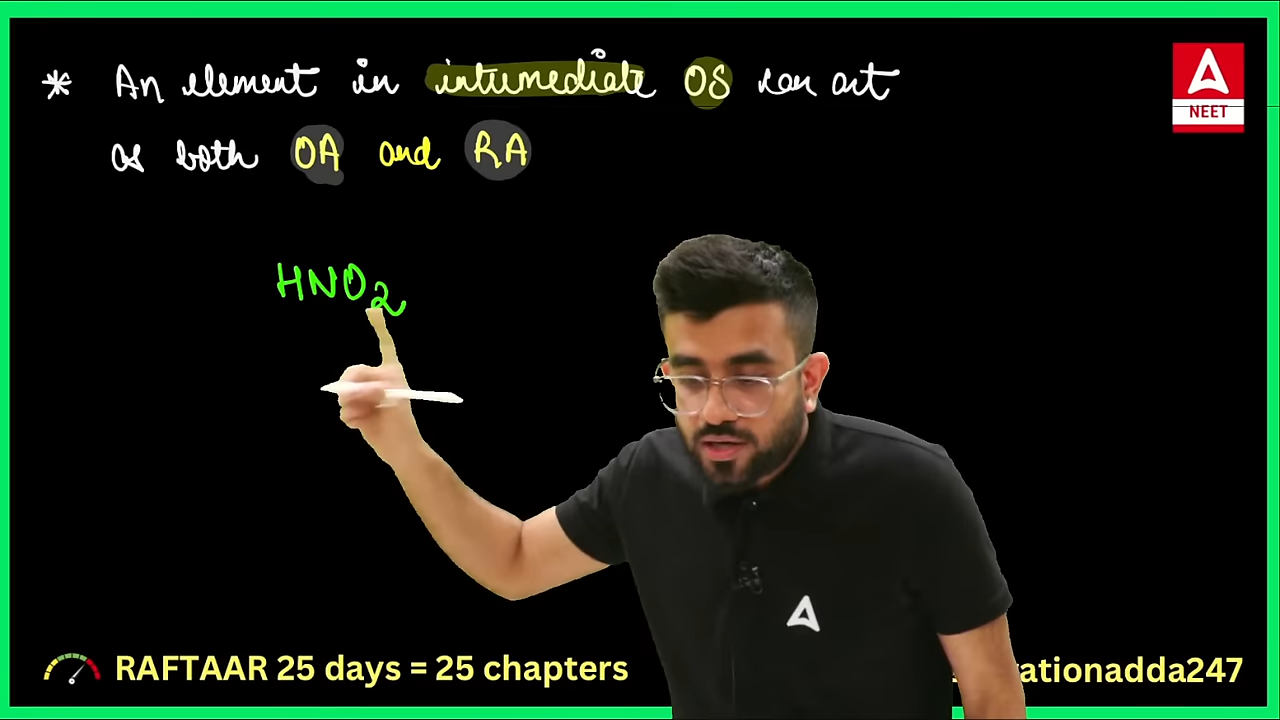 * An element in intermediate OS can act
as both OA and RA
NEET
HNO2
RAFTAAR 25 days = 25 chapters
ationadda247